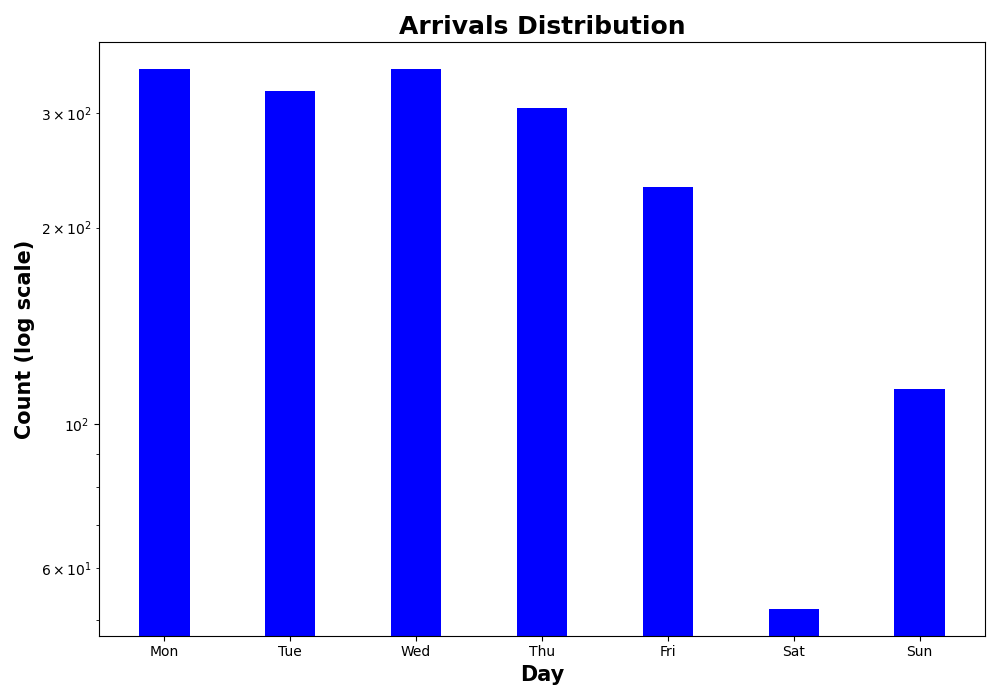 Arrivals Distribution
Count (log scale)
3 × 10²
2 × 10²
10²
6 × 10¹
Mon Tue Wed Thu Fri Sat Sun
Day